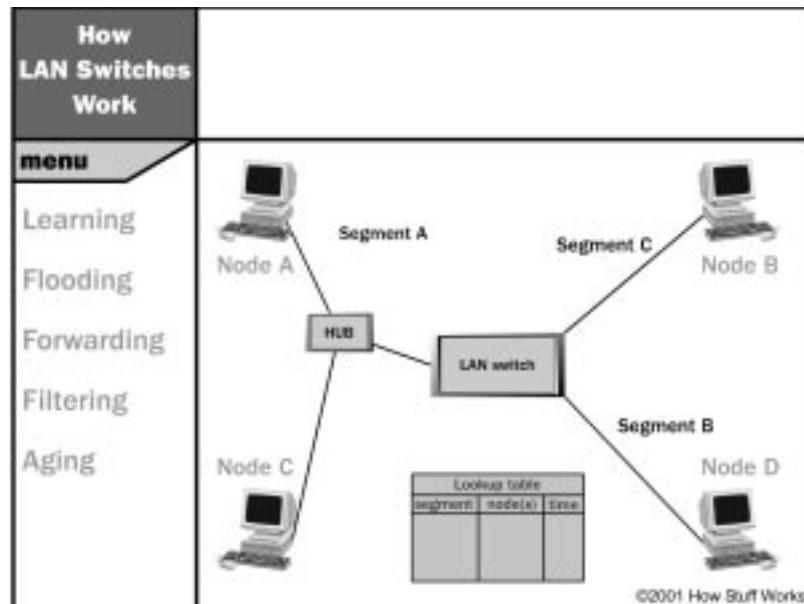 How
LAN Switches
Work
menu
Learning
Flooding
Forwarding
Filtering
Aging
Node A
Segment A
Segment C
Node B
HUB
LAN switch
Segment B
Node C
Node D
Lookup table
segment node(s) time
©2001 How Stuff Works